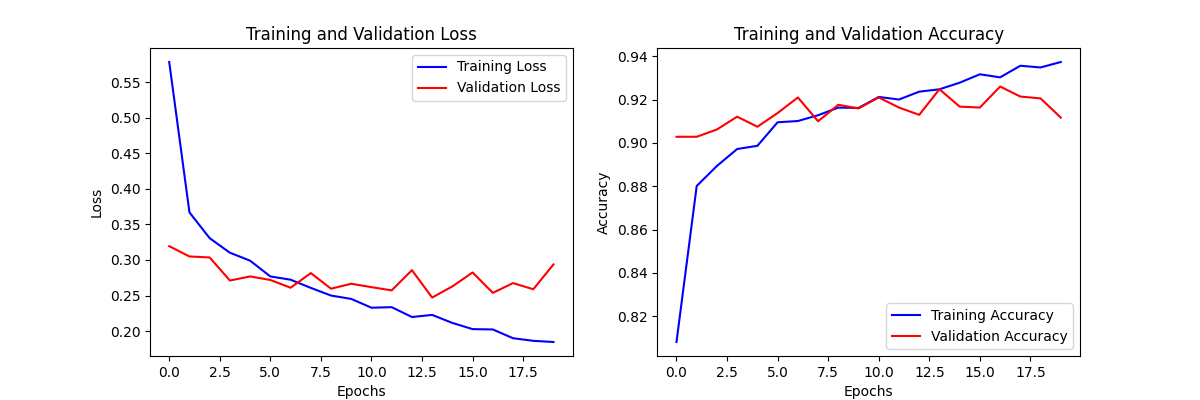 Training and Validation Loss
Training Loss
Validation Loss
0.55
0.50
0.45
0.40
0.35
0.30
0.25
0.20
Loss
0.0 2.5 5.0 7.5 10.0 12.5 15.0 17.5
Epochs
Training and Validation Accuracy
0.94
0.92
0.90
0.88
0.86
0.84
0.82
Accuracy
Training Accuracy
Validation Accuracy
0.0 2.5 5.0 7.5 10.0 12.5 15.0 17.5
Epochs